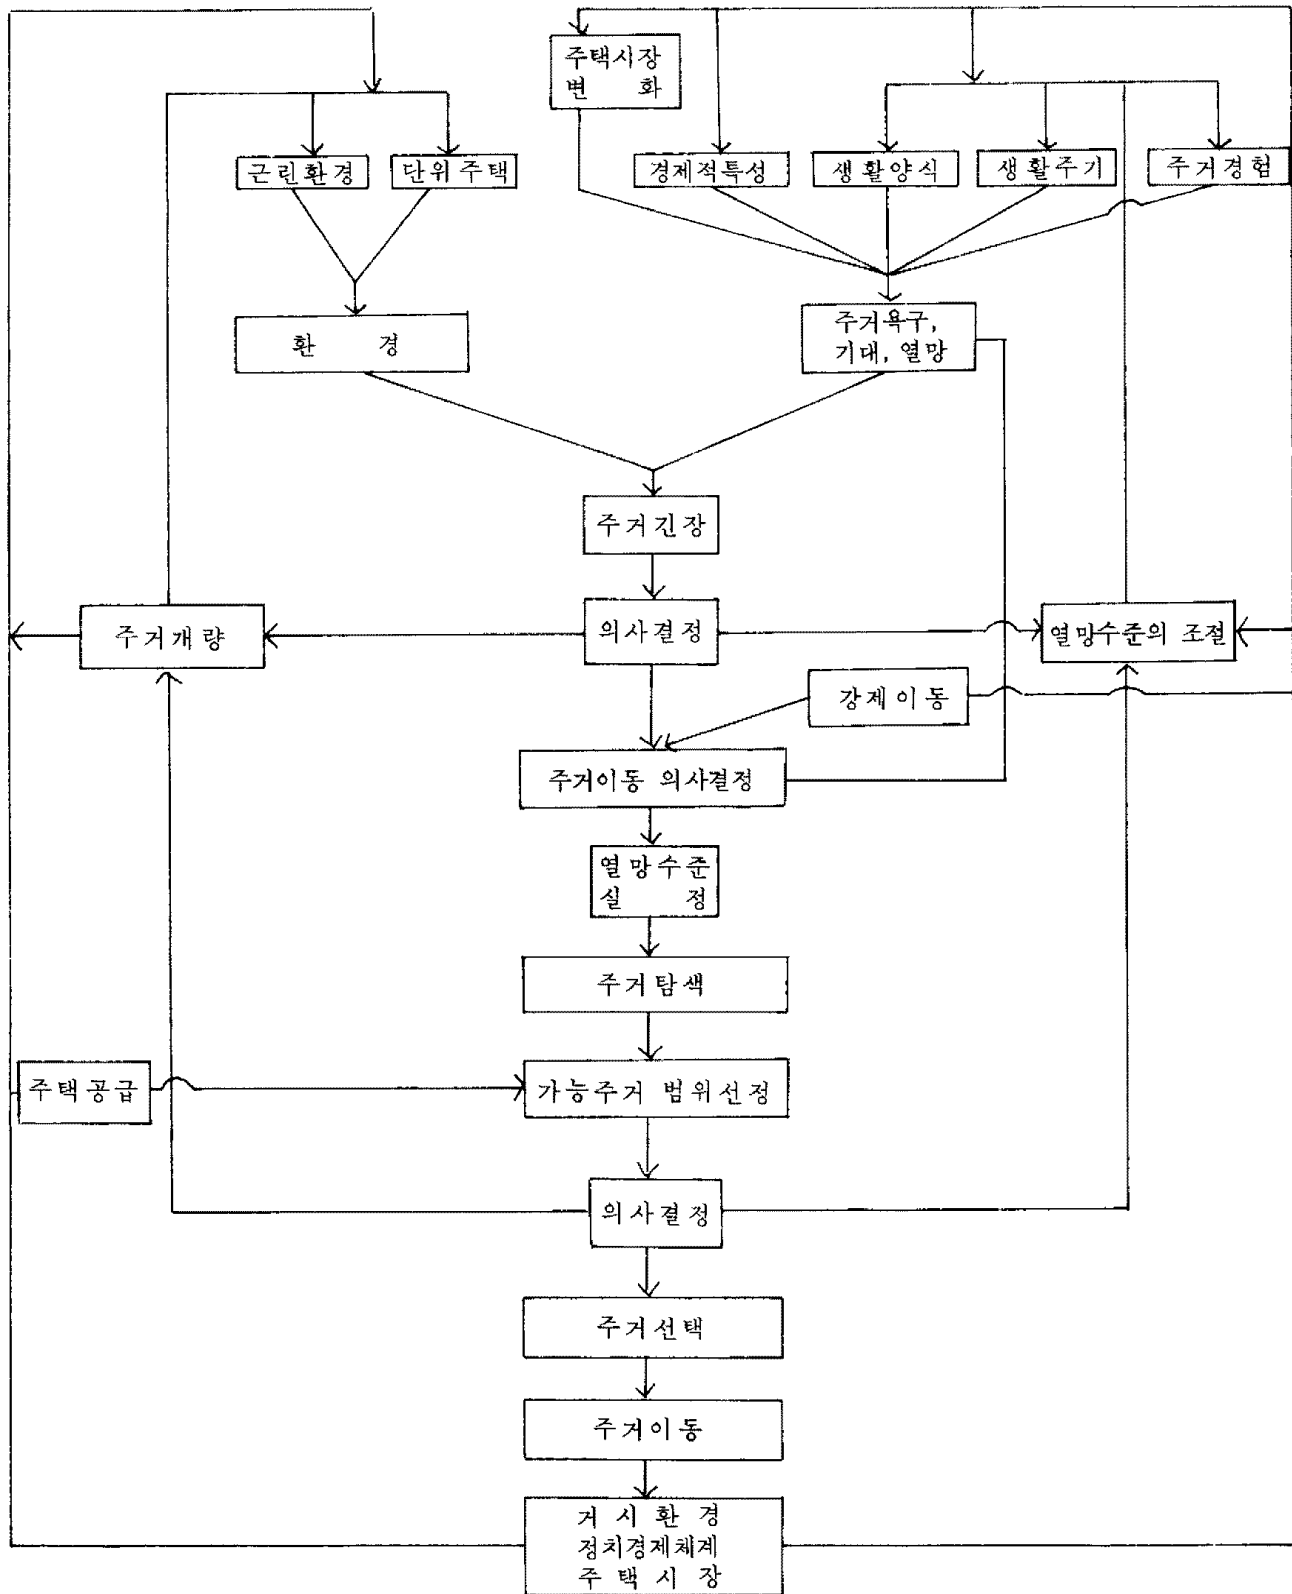 주택시장
변 화
근린환경
단위주택
경제적특성
생활양식
생활주기
주거경험
환 경
주거욕구,
기대, 열망
주거긴장
주거개량
의사결정
열망수준의 조절
강제이동
주거이동 의사결정
열망수준
실 정
주거탐색
주택공급
가능주거 범위선정
의사결정
주거선택
주거이동
거시환경
정치경제체계
주택시장